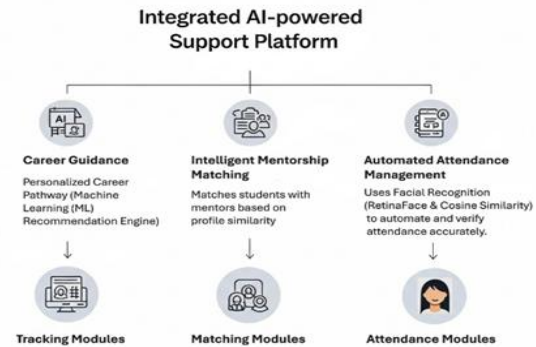 Integrated AI-powered
Support Platform
AI
Career Guidance
Personalized Career
Pathway (Machine
Learning (ML)
Recommendation Engine)
Intelligent Mentorship
Matching
Matches students with
mentors based on
profile similarity
Automated Attendance
Management
Uses Facial Recognition
(RetinaFace & Cosine Similarity)
to automate and verify
attendance accurately.
Tracking Modules
Matching Modules
Attendance Modules